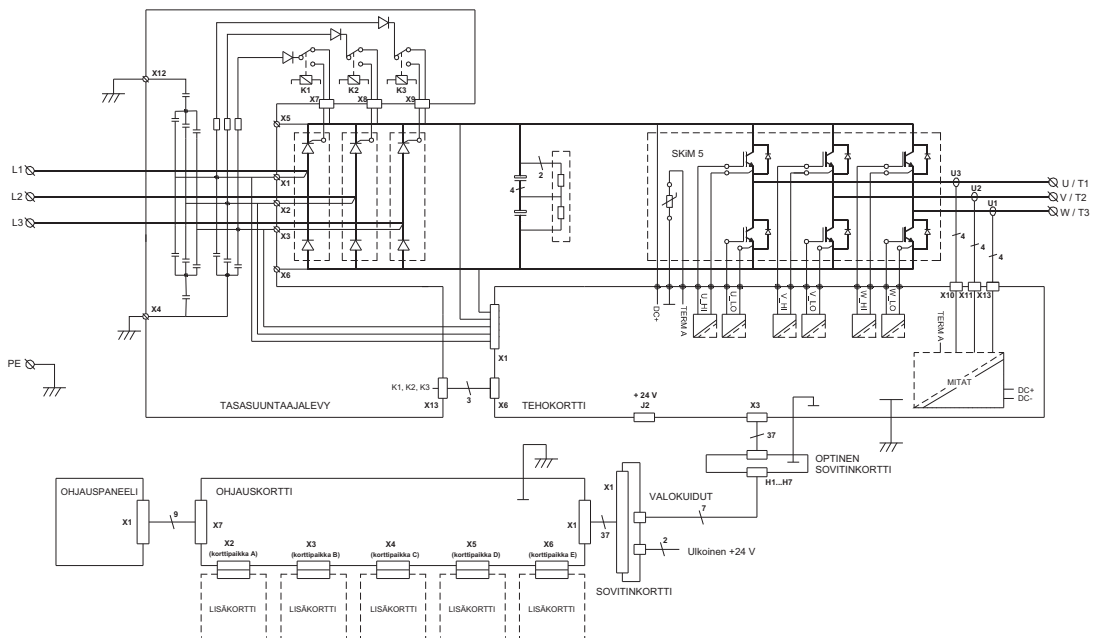 X12
K1
K2
K3
X7
X8
X9
X5
L1
L2
L3
X1
X2
X3
X6
X4
PE
4
2
SKiM 5
U3
U2
U1
U / T1
V / T2
W / T3
4
4
4
DC+
TERM A
U_HI
U_LO
V_HI
V_LO
W_HI
W_LO
X10
X11
X13
TERM A
MITAT
DC+
DC-
X1
K1, K2, K3
3
X13
X6
TASASUUNTAAJALEVY
TEHOKORTTI
+ 24 V
J2
X3
37
OPTINEN
SOVITINKORTTI
H1...H7
OHJAUSPANEELI
X1
9
X7
OHJAUSKORTTI
X1
37
X1
VALOKUIDUT
7
2
Ulkoinen +24 V
SOVITINKORTTI
X2
(korttipaikka A)
X3
(korttipaikka B)
X4
(korttipaikka C)
X5
(korttipaikka D)
X6
(korttipaikka E)
LISÄKORTTI
LISÄKORTTI
LISÄKORTTI
LISÄKORTTI
LISÄKORTTI